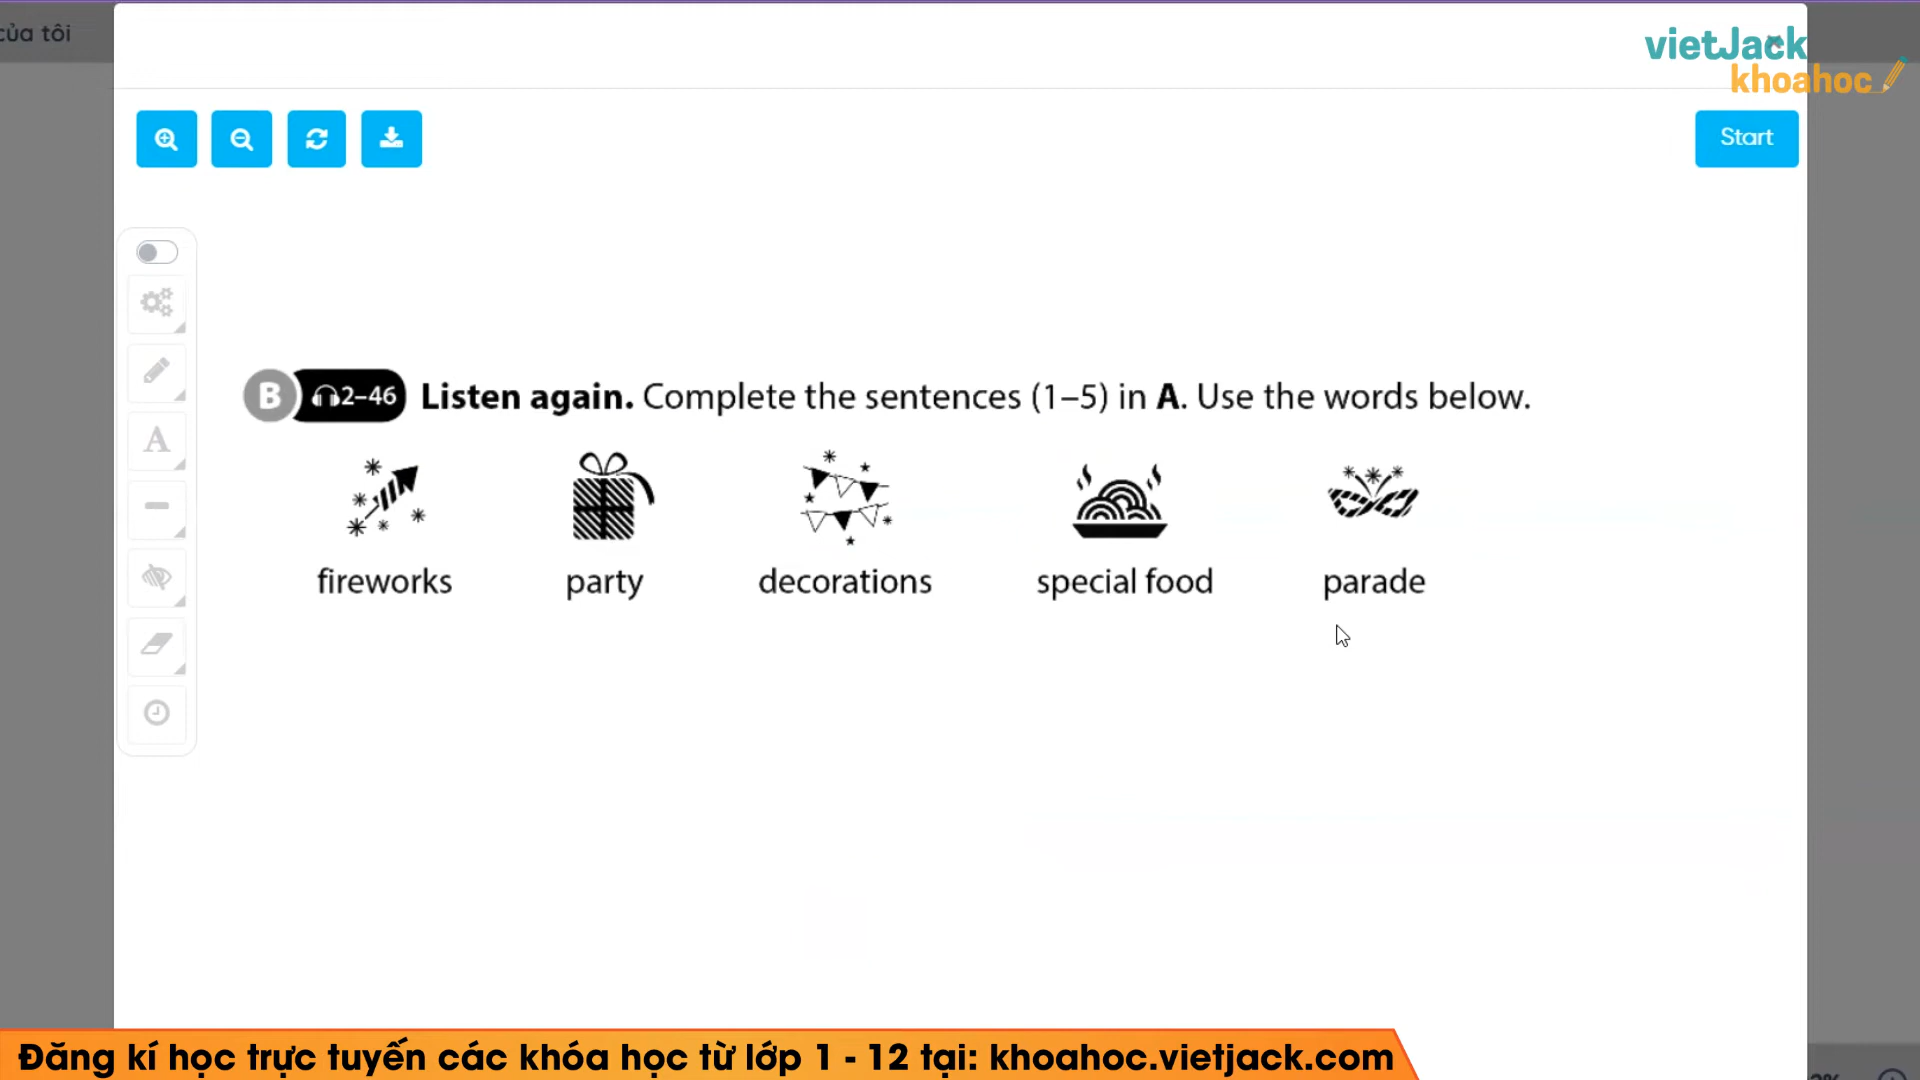 của tôi
vietJack
khoahoc
Start
B 2–46 Listen again. Complete the sentences (1–5) in A. Use the words below.
fireworks party decorations special food parade
A
Đăng kí học trực tuyến các khóa học từ lớp 1 - 12 tại: khoahoc.vietjack.com